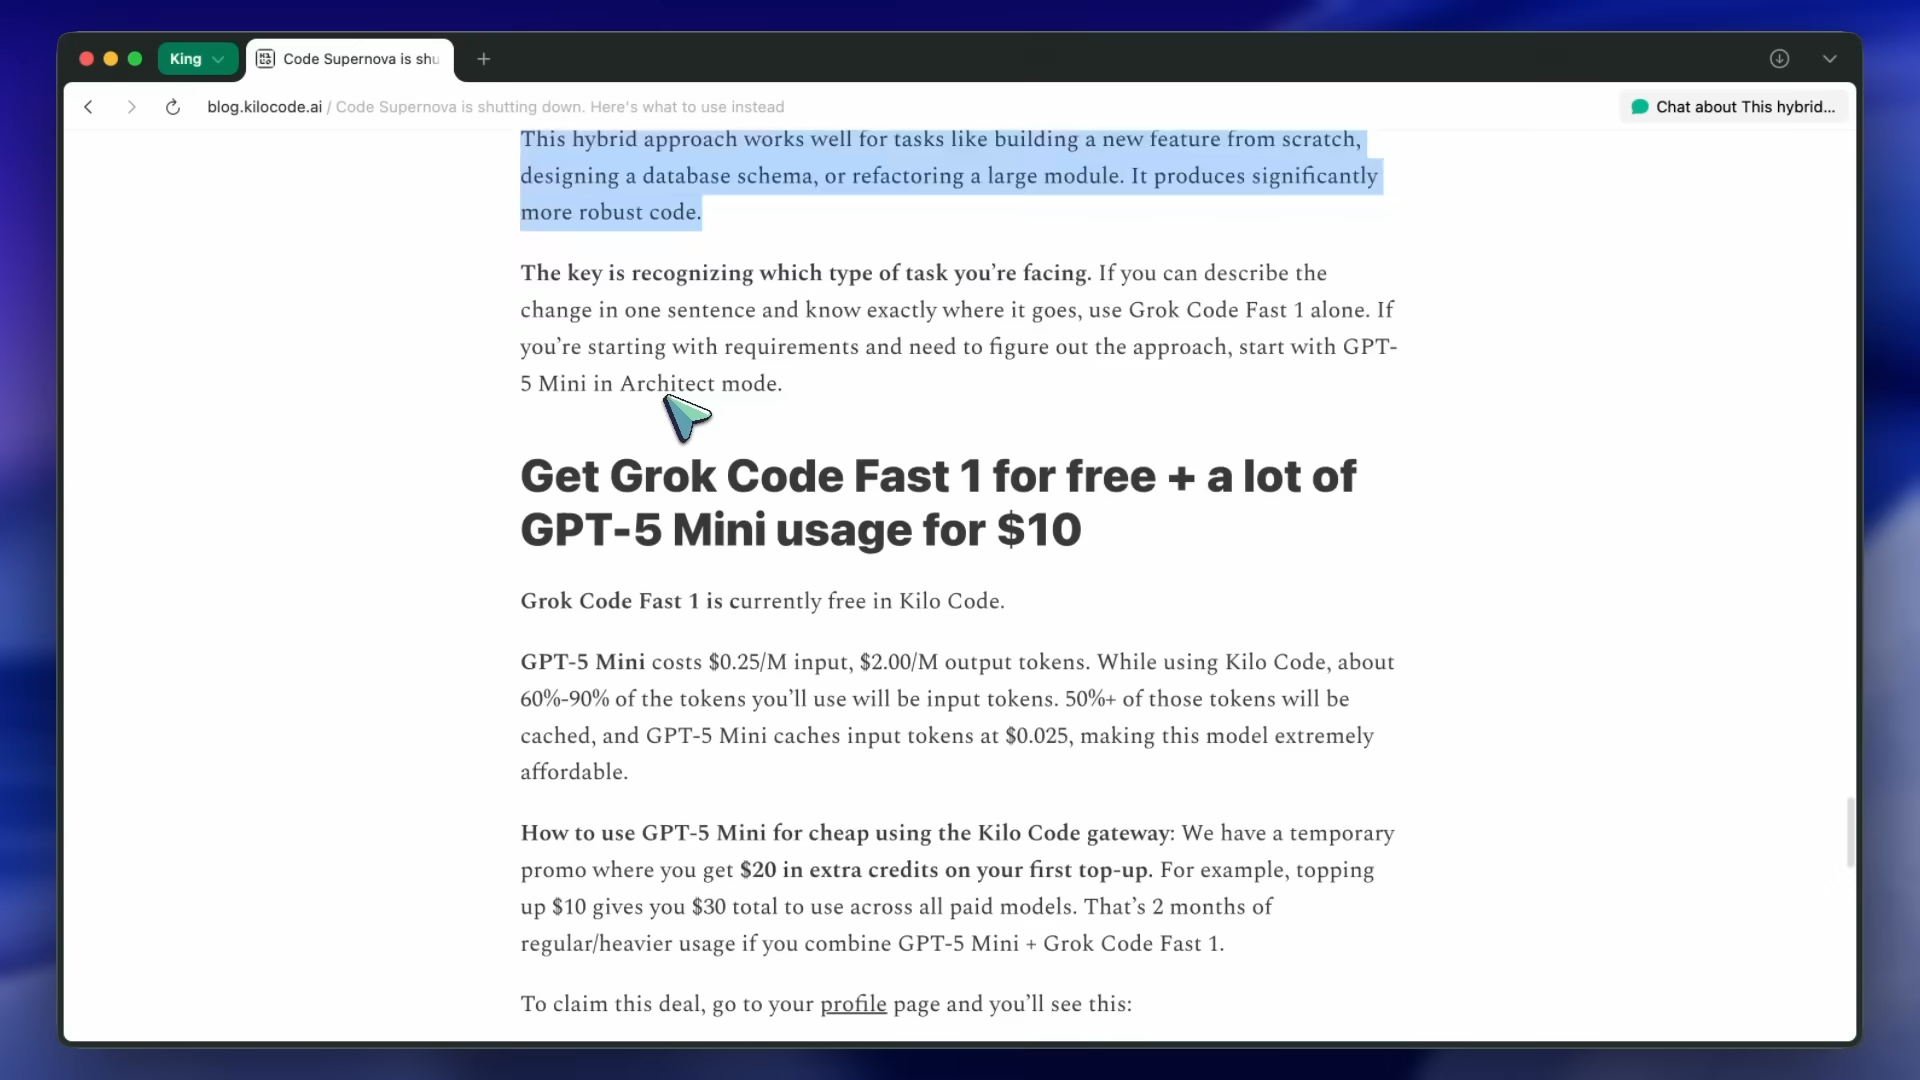 King
Code Supernova is shu
blog.kilocode.ai / Code Supernova is shutting down. Here's what to use instead
Chat about This hybrid...
This hybrid approach works well for tasks like building a new feature from scratch,
designing a database schema, or refactoring a large module. It produces significantly
more robust code.
The key is recognizing which type of task you’re facing. If you can describe the
change in one sentence and know exactly where it goes, use Grok Code Fast 1 alone. If
you’re starting with requirements and need to figure out the approach, start with GPT-
5 Mini in Architect mode.
Get Grok Code Fast 1 for free + a lot of
GPT-5 Mini usage for $10
Grok Code Fast 1 is currently free in Kilo Code.
GPT-5 Mini costs $0.25/M input, $2.00/M output tokens. While using Kilo Code, about
60%-90% of the tokens you’ll use will be input tokens. 50%+ of those tokens will be
cached, and GPT-5 Mini caches input tokens at $0.025, making this model extremely
affordable.
How to use GPT-5 Mini for cheap using the Kilo Code gateway: We have a temporary
promo where you get $20 in extra credits on your first top-up. For example, topping
up $10 gives you $30 total to use across all paid models. That’s 2 months of
regular/heavier usage if you combine GPT-5 Mini + Grok Code Fast 1.
To claim this deal, go to your profile page and you’ll see this: